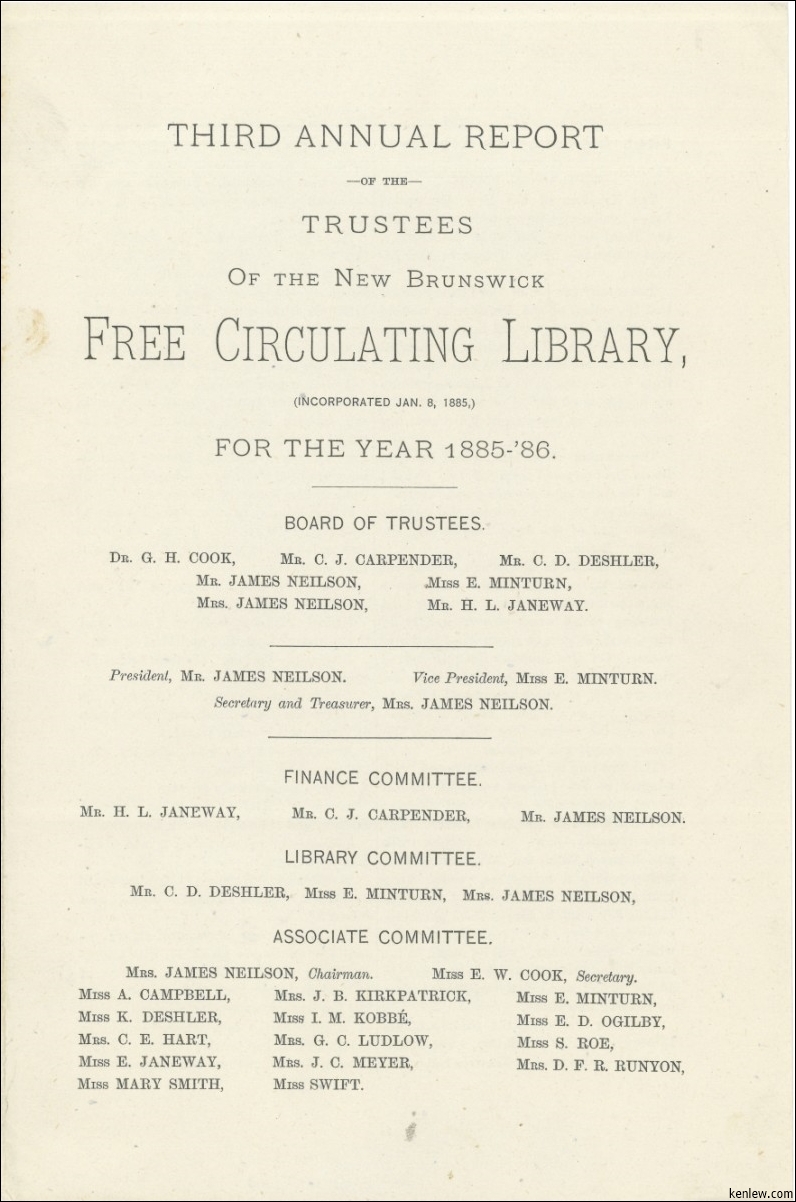 THIRD ANNUAL REPORT
—OF THE—
TRUSTEES
OF THE NEW BRUNSWICK
FREE CIRCULATING LIBRARY,
(INCORPORATED JAN. 8, 1885,)
FOR THE YEAR 1885-'86.
BOARD OF TRUSTEES.
DR. G. H. COOK, MR. C. J. CARPENDER, MR. C. D. DESHLER,
MR. JAMES NEILSON, MISS E. MINTURN,
MRS. JAMES NEILSON, MR. H. L. JANEWAY.
President, MR. JAMES NEILSON. Vice President, MISS E. MINTURN.
Secretary and Treasurer, MRS. JAMES NEILSON.
FINANCE COMMITTEE.
MR. H. L. JANEWAY, MR. C. J. CARPENDER, MR. JAMES NEILSON.
LIBRARY COMMITTEE.
MR. C. D. DESHLER, MISS E. MINTURN, MRS. JAMES NEILSON,
ASSOCIATE COMMITTEE.
MRS. JAMES NEILSON, Chairman. MISS E. W. COOK, Secretary.
MISS A. CAMPBELL, MRS. J. B. KIRKPATRICK, MISS E. MINTURN,
MISS K. DESHLER, MISS I. M. KOBBÉ, MISS E. D. OGILBY,
MRS. C. E. HART, MRS. G. C. LUDLOW, MISS S. ROE,
MISS E. JANEWAY, MRS. J. C. MEYER, MRS. D. F. R. RUNYON,
MISS MARY SMITH, MISS SWIFT.
kenlew.com